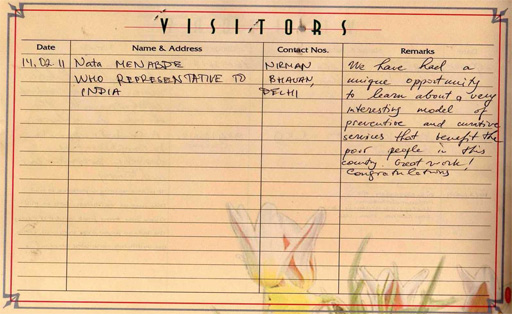 VISITORS
Date Name & Address Contact Nos. Remarks
14.02.11 Nata MENABDE NIRMAN We have had a
WHO REPRESENTATIVE TO BHAVAN, unique opportunity
INDIA DELHI to learn about a very
interesting model of
preventive and curative
services that benefit the
poor people in this
country. Great work!
Congratulations